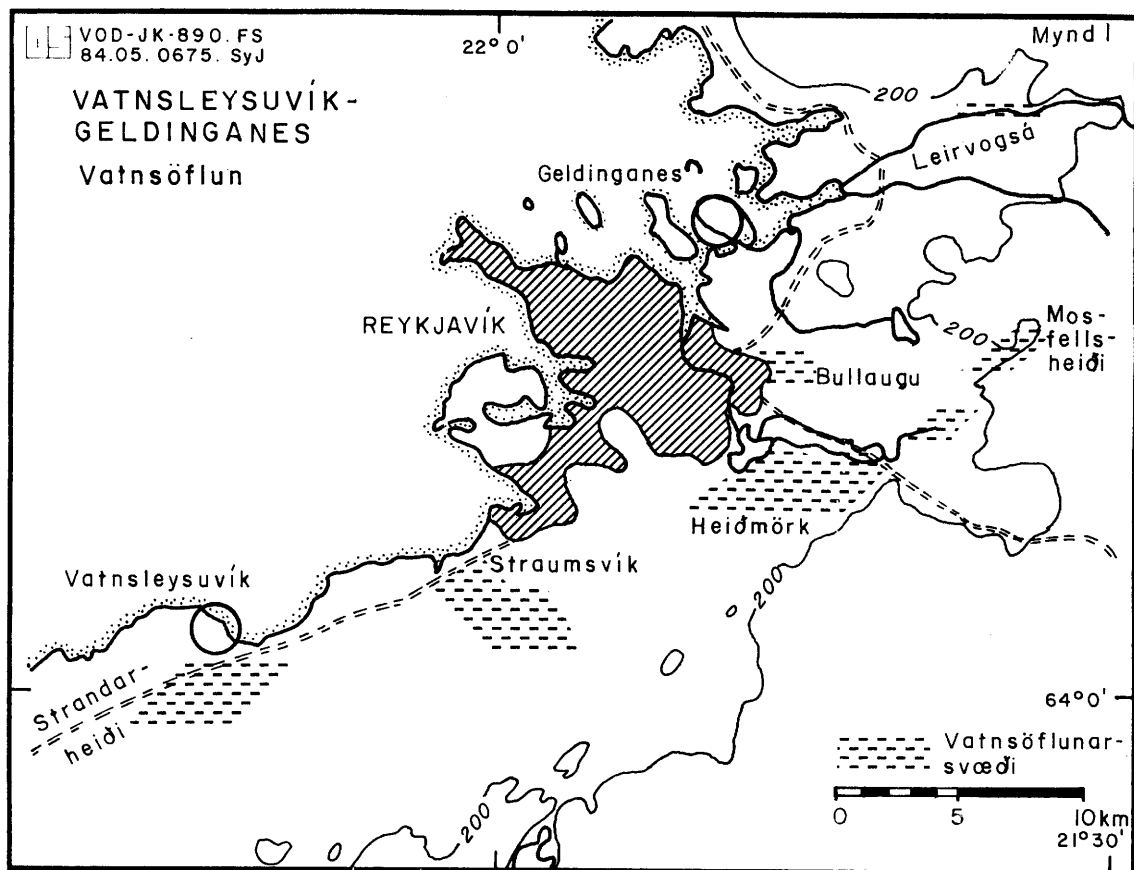 VOD-JK-890.FS
84.05.0675. SyJ
22°0'
Mynd 1
VATNSLEYSUVÍK-
GELDINGANES
Vatnsöflun
200
Leirvogsá
Geldinganes
REYKJAVÍK
200
Mos-
fells-
heiði
Bullaugu
Heiðmörk
Straumsvík
Vatnsleysuvík
200
Strandar-
heiði
64°0'
Vatnsöflunar-
svæði
0 5 10 km
21°30'
200